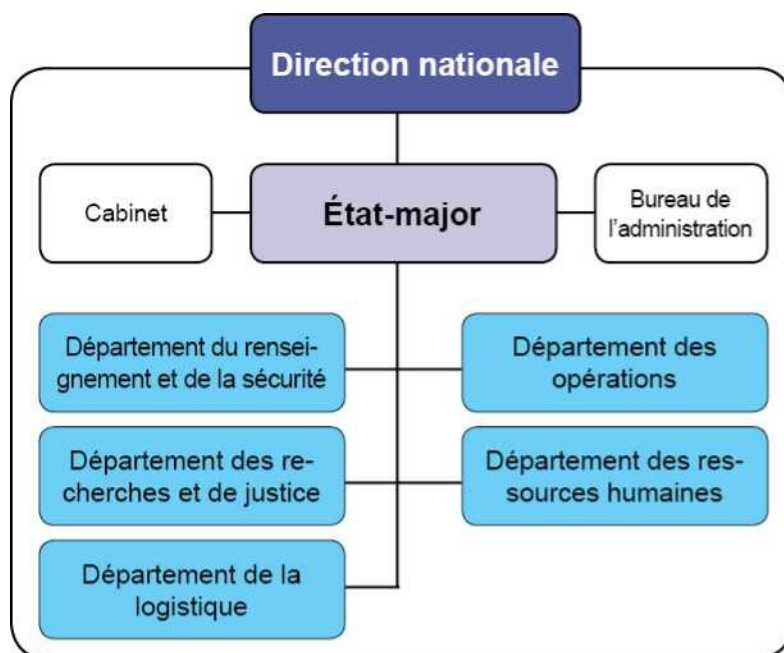 Direction nationale
Cabinet
État-major
Bureau de
l’administration
Département du rensei-
gnement et de la sécurité
Département des
opérations
Département des re-
cherches et de justice
Département des res-
sources humaines
Département de la
logistique